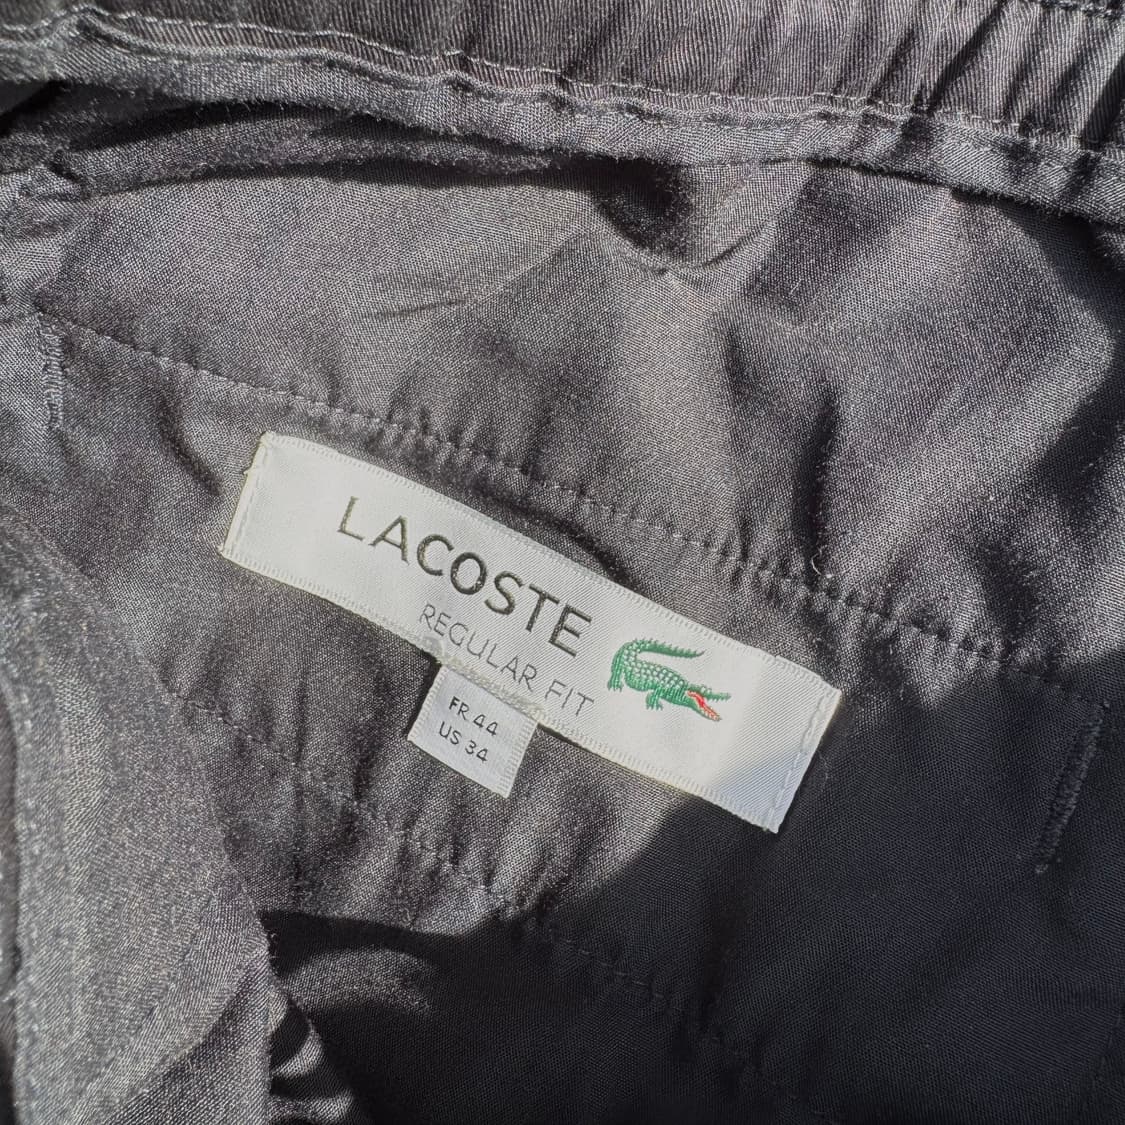 LACOSTE
REGULAR FIT
FR 44
US 34